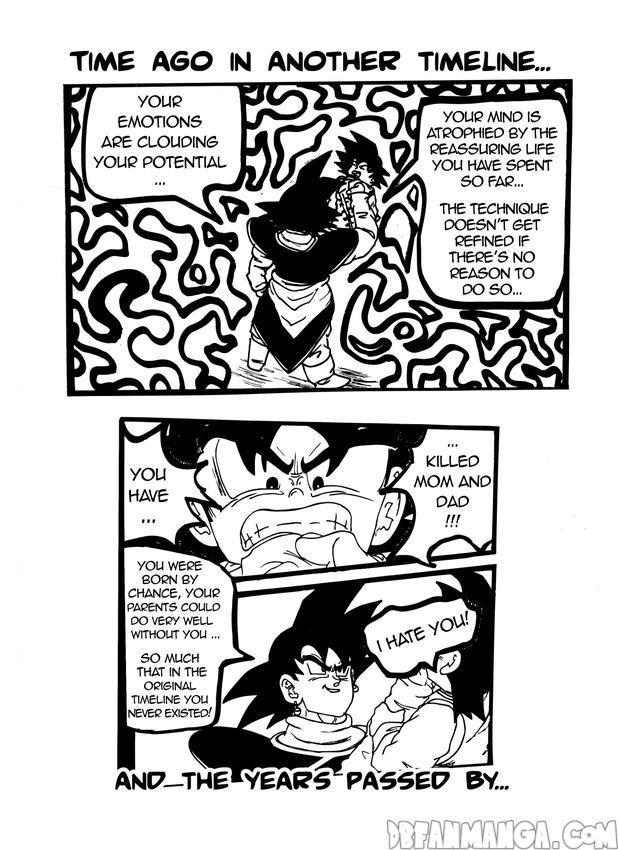 TIME AGO IN ANOTHER TIMELINE...
YOUR
EMOTIONS
ARE CLOUDING
YOUR POTENTIAL
...
YOUR MIND IS
ATROPHIED BY THE
REASSURING LIFE
YOU HAVE SPENT
SO FAR...
THE TECHNIQUE
DOESN'T GET
REFINED IF
THERE'S NO
REASON TO
DO SO...
YOU
HAVE
...
...
KILLED
MOM AND
DAD
!!!
YOU WERE
BORN BY
CHANCE, YOUR
PARENTS COULD
DO VERY WELL
WITHOUT YOU ...
SO MUCH
THAT IN THE
ORIGINAL
TIMELINE YOU
NEVER EXISTED!
I HATE YOU!
AND THE YEARS PASSED BY...
DBFANMANGA.COM